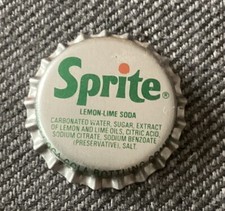 Sprite®
LEMON-LIME SODA
CARBONATED WATER, SUGAR, EXTRACT
OF LEMON AND LIME OILS, CITRIC ACID,
SODIUM CITRATE, SODIUM BENZOATE
(PRESERVATIVE), SALT